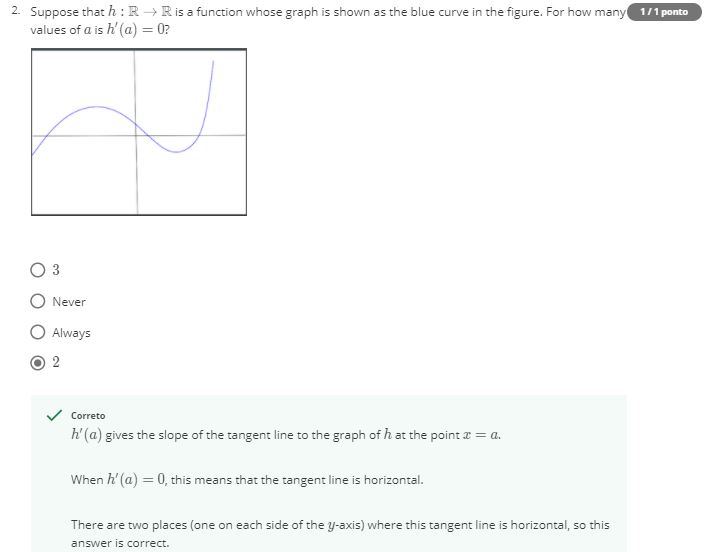 2. Suppose that h : ℝ → ℝ is a function whose graph is shown as the blue curve in the figure. For how many 1 / 1 ponto
values of a is h′(a) = 0?
3
Never
Always
2
Correto
h′(a) gives the slope of the tangent line to the graph of h at the point x = a.
When h′(a) = 0, this means that the tangent line is horizontal.
There are two places (one on each side of the y-axis) where this tangent line is horizontal, so this
answer is correct.